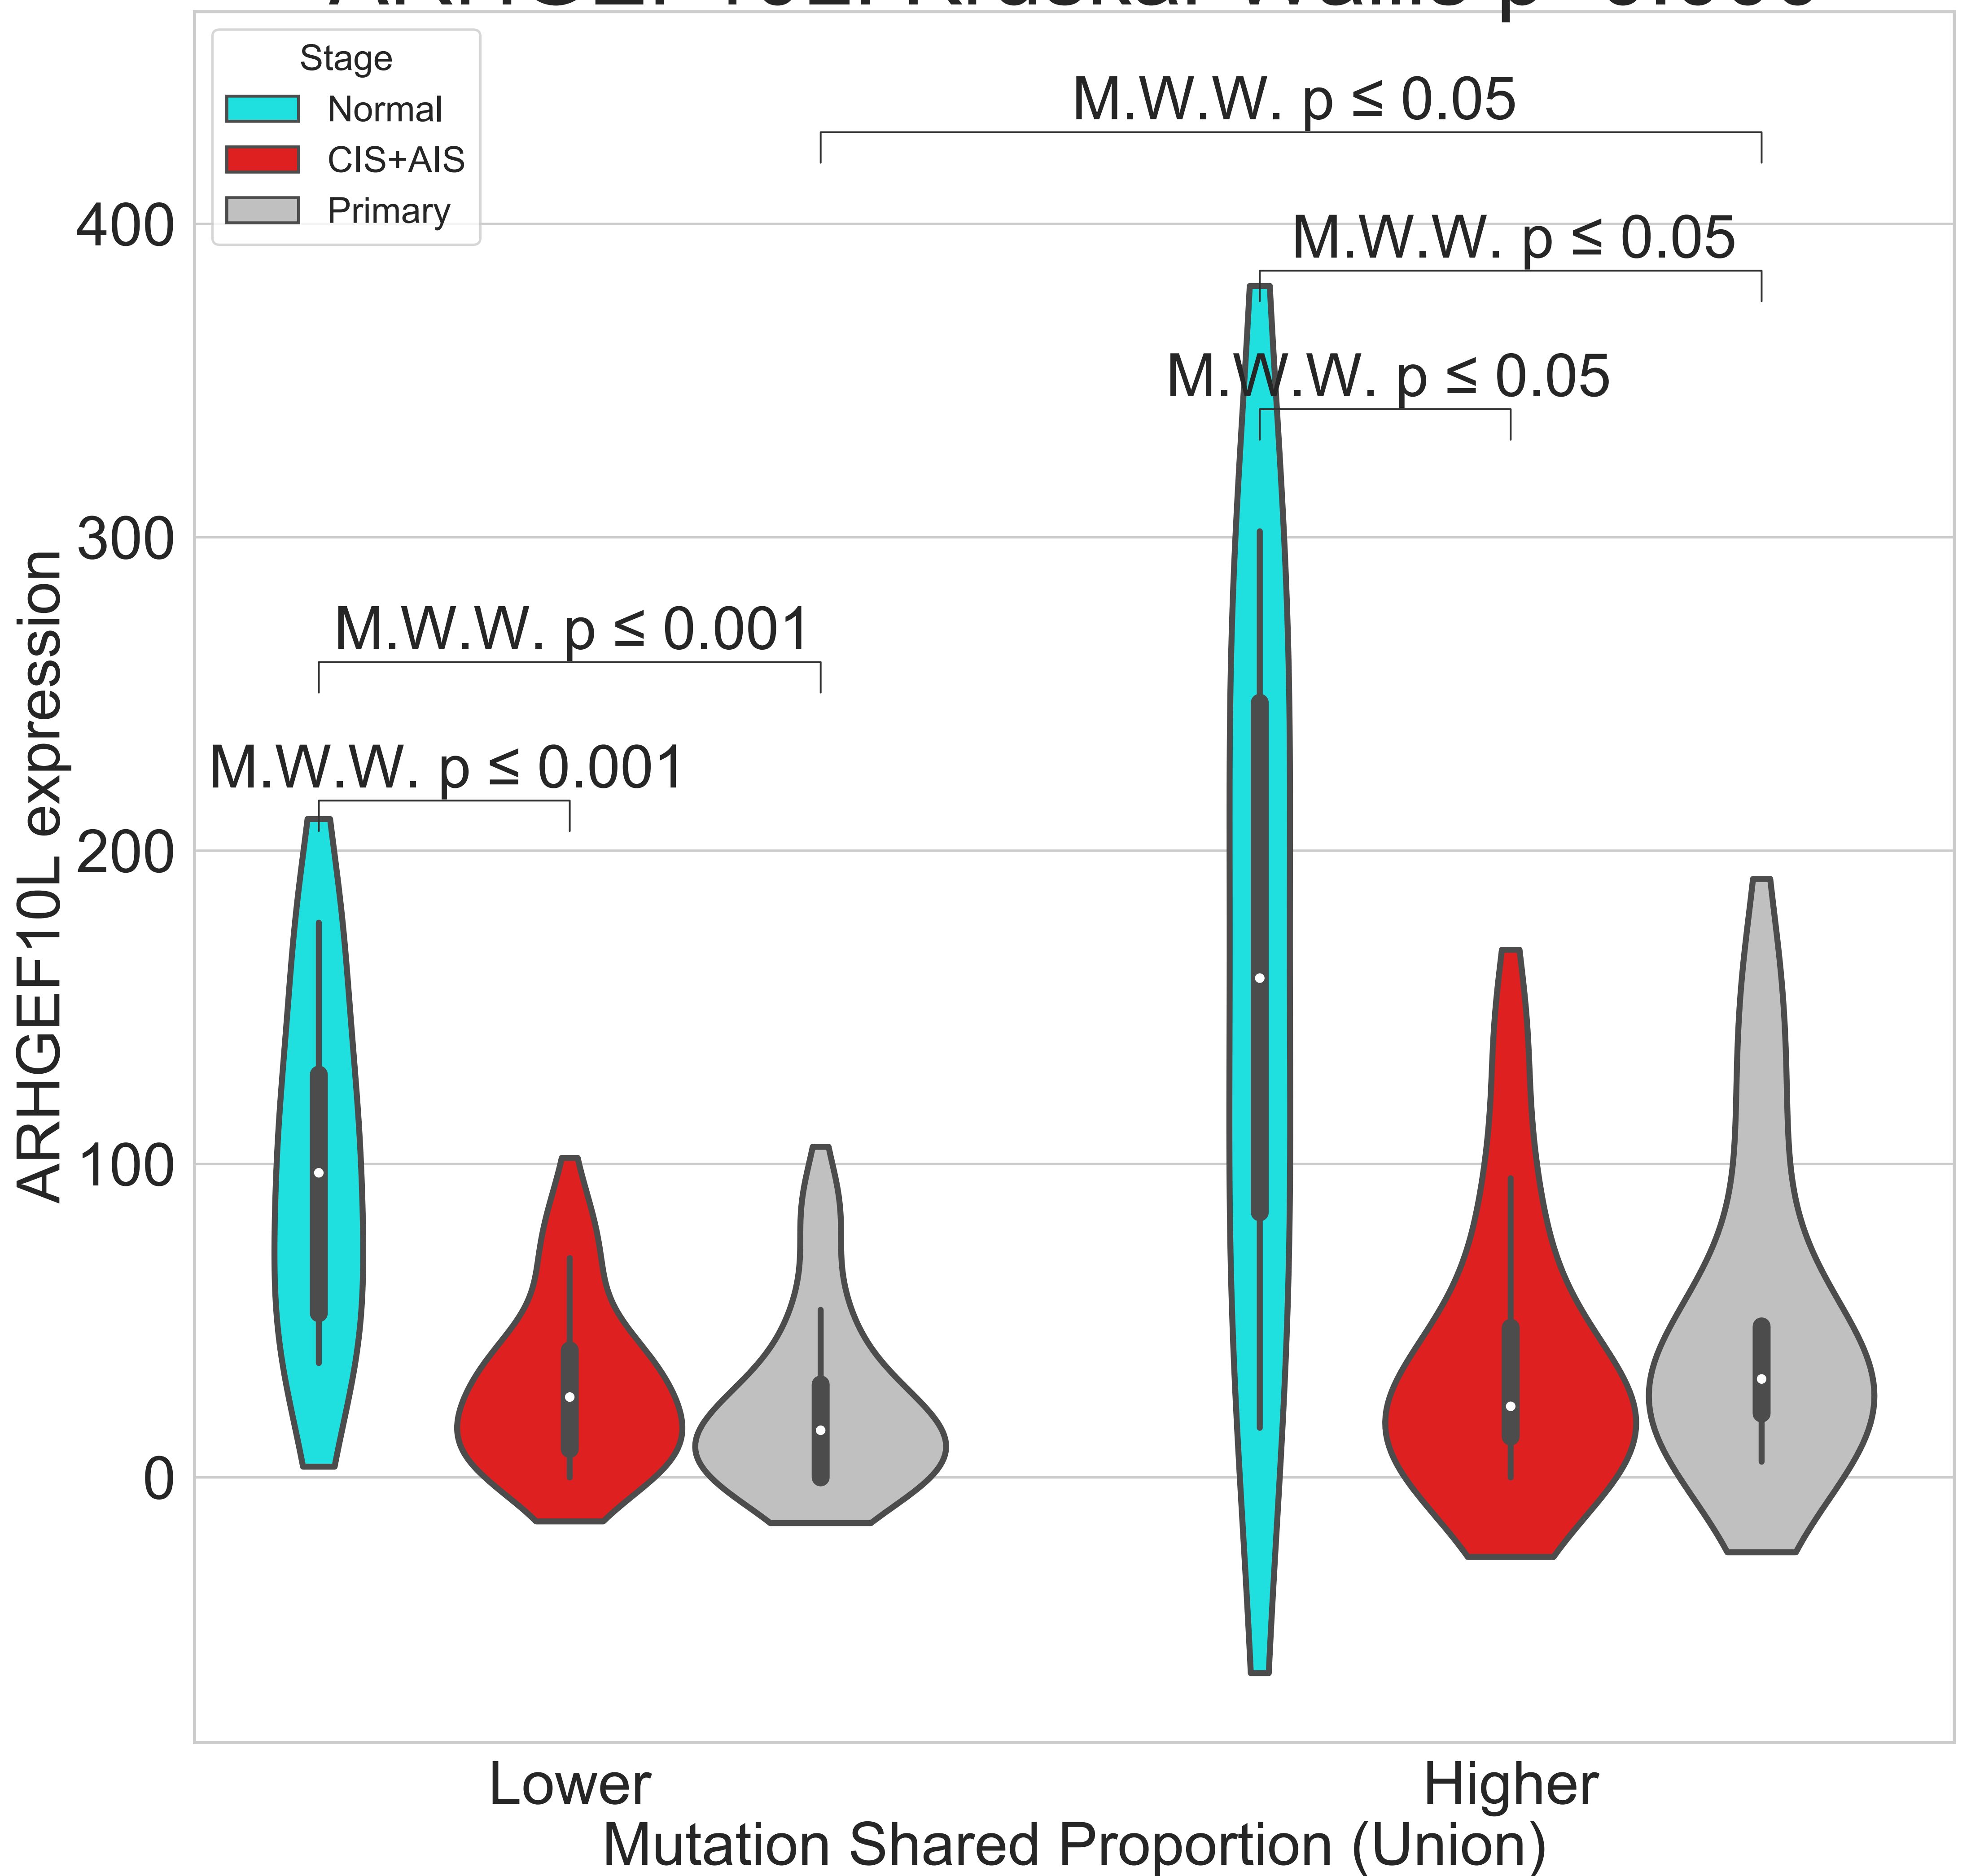 Stage
Normal
CIS+AIS
Primary
M.W.W. p ≤ 0.05
M.W.W. p ≤ 0.05
M.W.W. p ≤ 0.05
M.W.W. p ≤ 0.001
M.W.W. p ≤ 0.001
ARHGEF10L expression
400
300
200
100
0
Lower
Higher
Mutation Shared Proportion (Union)